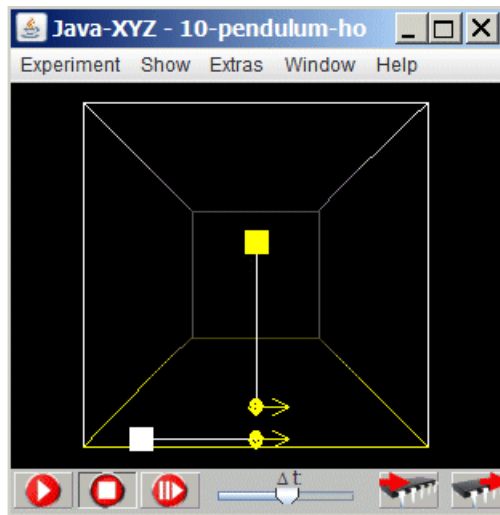 Java-XYZ - 10-pendulum-ho
Experiment Show Extras Window Help
Δt